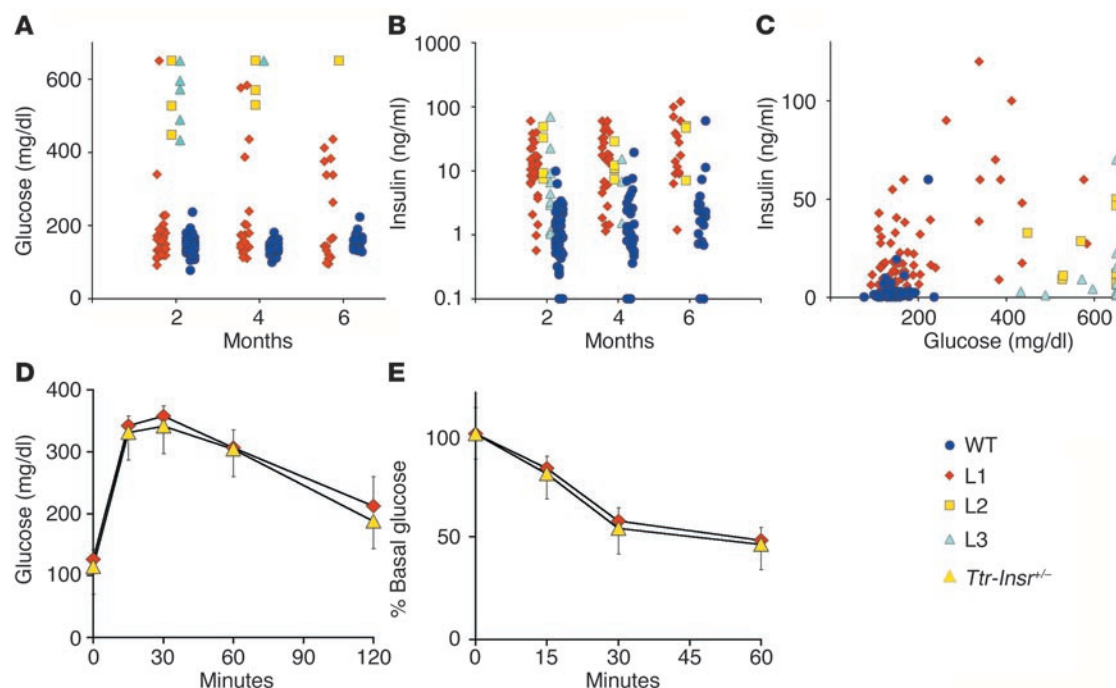 A
Glucose (mg/dl)
600
400
200
0
2
4
6
Months
B
Insulin (ng/ml)
1000
100
10
1
0.1
2
4
6
Months
C
Insulin (ng/ml)
100
50
0
200
400
600
Glucose (mg/dl)
D
Glucose (mg/dl)
400
300
200
100
0
0
30
60
90
120
Minutes
E
% Basal glucose
100
50
0
0
15
30
45
60
Minutes
WT
L1
L2
L3
Ttr-Insr+/−